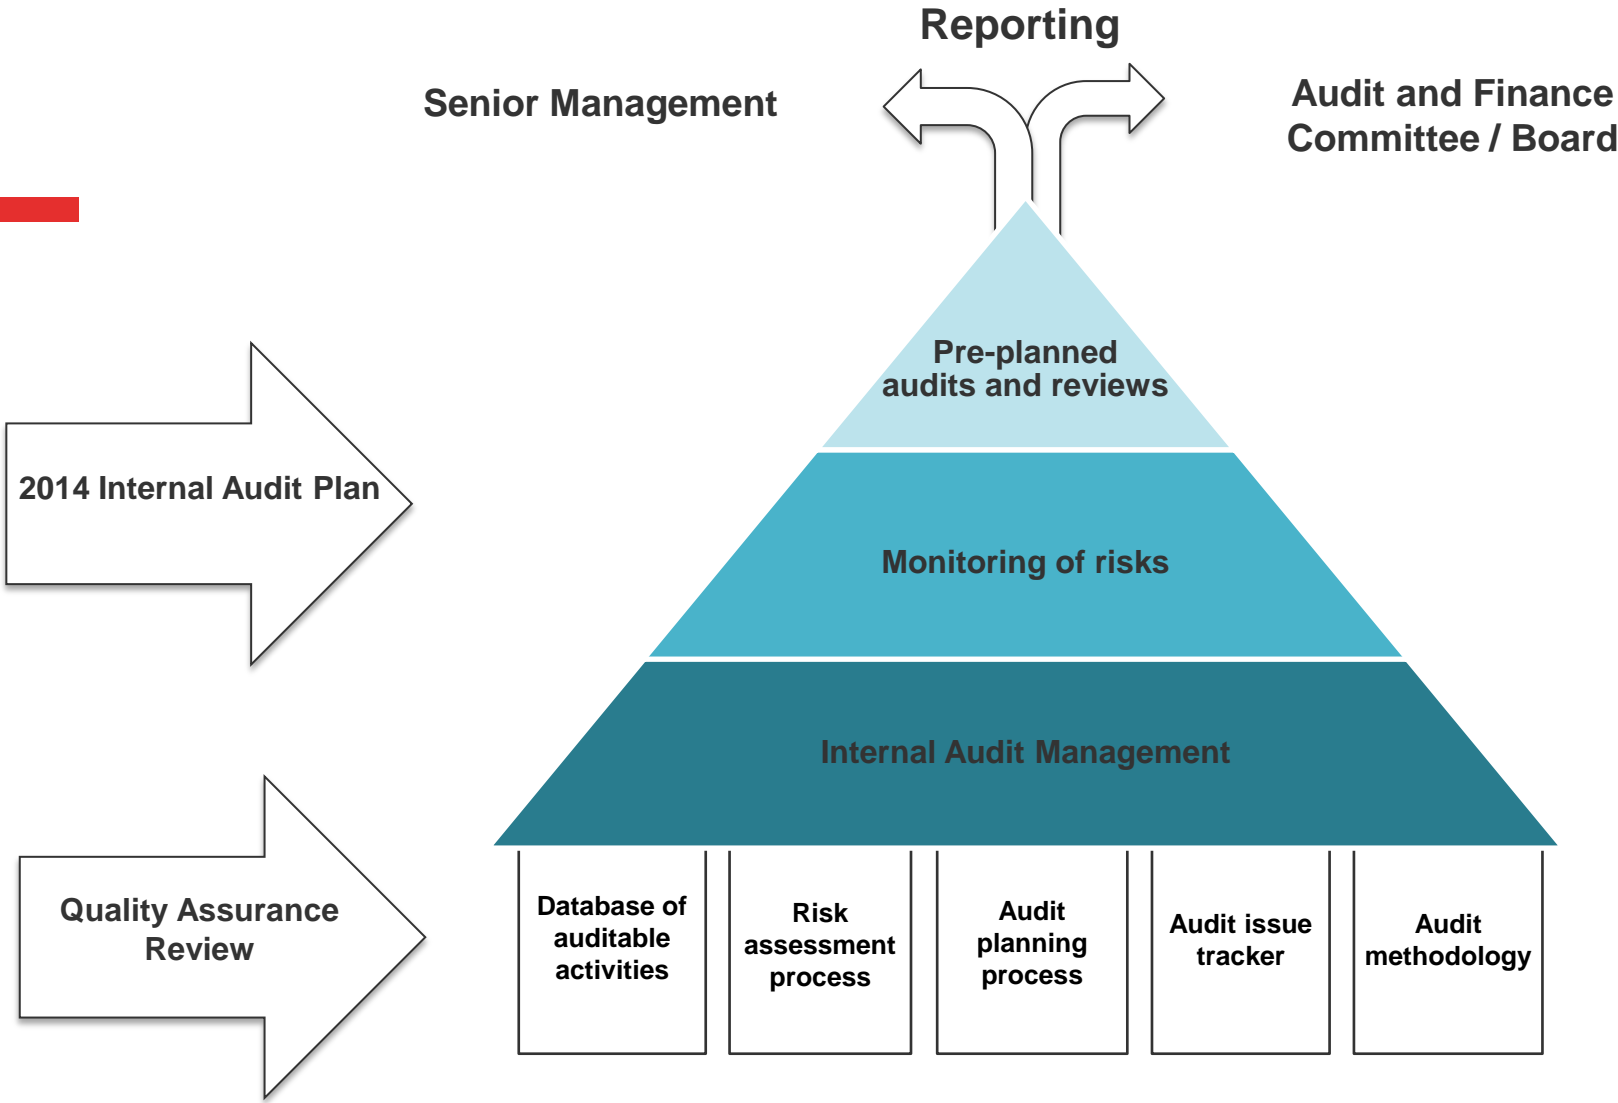 Reporting
Senior Management
Audit and Finance
Committee / Board
Pre-planned
audits and reviews
2014 Internal Audit Plan
Monitoring of risks
Internal Audit Management
Quality Assurance
Review
Database of
auditable
activities
Risk
assessment
process
Audit
planning
process
Audit issue
tracker
Audit
methodology